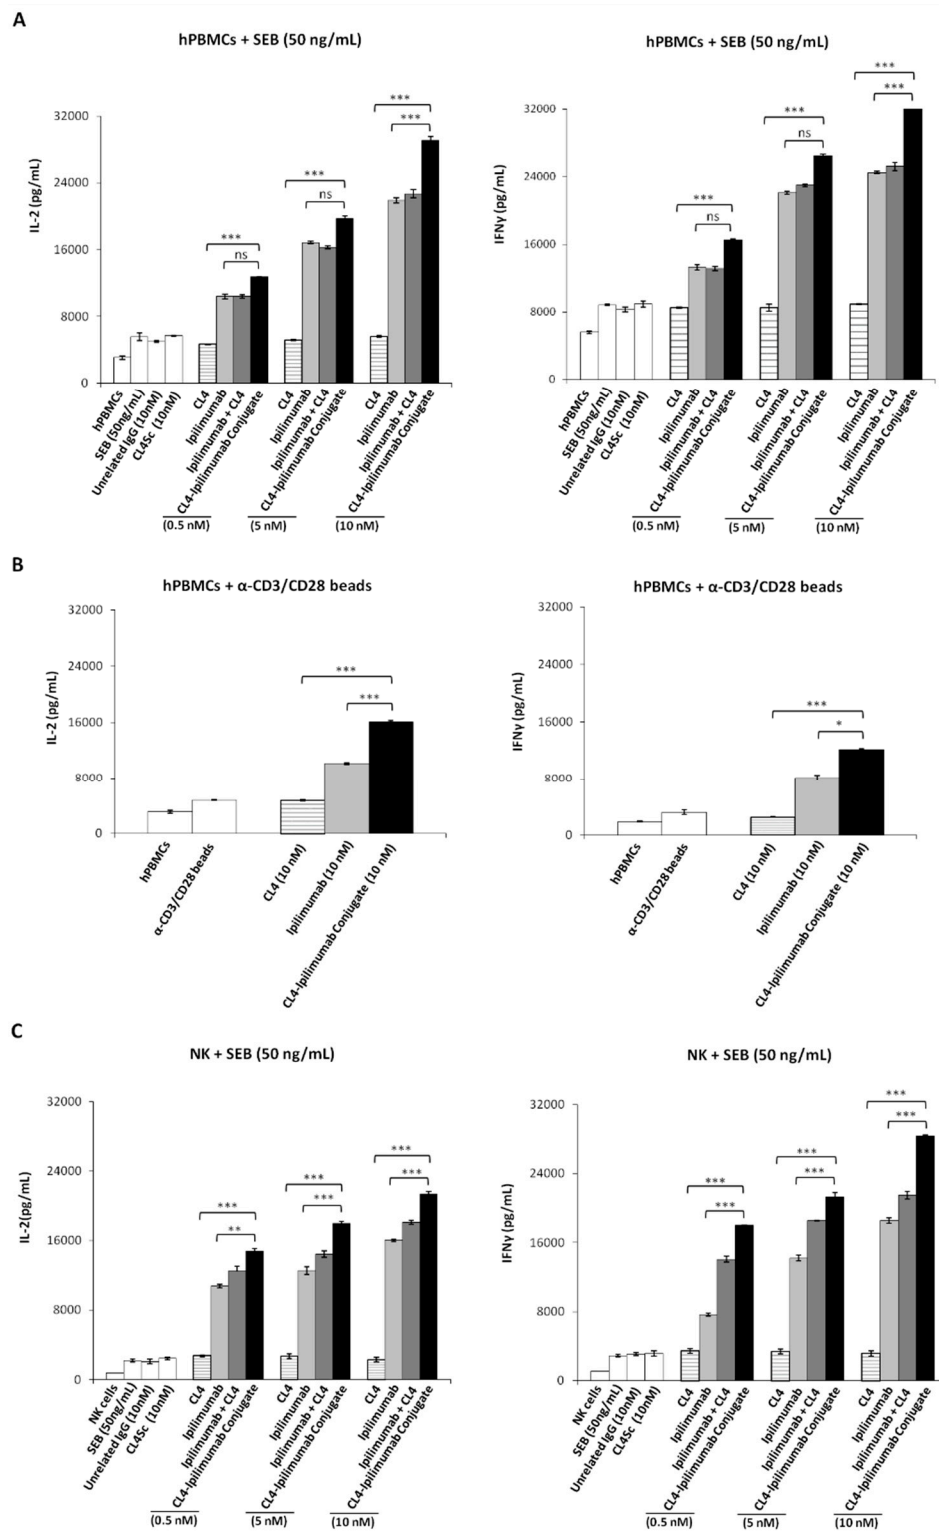 A
hPBMCs + SEB (50 ng/mL)
IL-2 (pg/mL)
32000
24000
16000
8000
0
***
ns
***
ns
***
***
hPBMCs
SEB (50ng/mL)
Unrelated IgG (10nM)
CL4Sc (10nM)
CL4
Ipilimumab
Ipilimumab + CL4
CL4-Ipilimumab Conjugate
CL4
Ipilimumab
Ipilimumab + CL4
CL4-Ipilimumab Conjugate
CL4
Ipilimumab
Ipilimumab + CL4
CL4-Ipilimumab Conjugate
(0.5 nM)
(5 nM)
(10 nM)
hPBMCs + SEB (50 ng/mL)
IFNγ (pg/mL)
32000
24000
16000
8000
0
***
ns
***
ns
***
***
hPBMCs
SEB (50ng/mL)
Unrelated IgG (10nM)
CL4Sc (10nM)
CL4
Ipilimumab
Ipilimumab + CL4
CL4-Ipilimumab Conjugate
CL4
Ipilimumab
Ipilimumab + CL4
CL4-Ipilimumab Conjugate
CL4
Ipilimumab
Ipilimumab + CL4
CL4-Ipilumumab Conjugate
(0.5 nM)
(5 nM)
(10 nM)
B
hPBMCs + α-CD3/CD28 beads
IL-2 (pg/mL)
32000
24000
16000
8000
0
***
***
hPBMCs
α-CD3/CD28 beads
CL4 (10 nM)
Ipilimumab (10 nM)
CL4-Ipilimumab Conjugate (10 nM)
hPBMCs + α-CD3/CD28 beads
IFNγ (pg/mL)
32000
24000
16000
8000
0
***
*
hPBMCs
α-CD3/CD28 beads
CL4 (10 nM)
Ipilimumab (10 nM)
CL4-Ipilimumab Conjugate (10 nM)
C
NK + SEB (50 ng/mL)
IL-2(pg/mL)
32000
24000
16000
8000
0
***
**
***
***
***
***
NK cells
SEB (50ng/mL)
Unrelated IgG (10nM)
CL4Sc (10nM)
CL4
Ipilimumab
Ipilimumab + CL4
CL4-Ipilimumab Conjugate
CL4
Ipilimumab
Ipilimumab + CL4
CL4-Ipilimumab Conjugate
CL4
Ipilimumab
Ipilimumab + CL4
CL4-Ipilimumab Conjugate
(0.5 nM)
(5 nM)
(10 nM)
NK + SEB (50 ng/mL)
IFNγ (pg/mL)
32000
24000
16000
8000
0
***
***
***
***
***
***
NK cells
SEB (50ng/mL)
Unrelated IgG (10nM)
CL4Sc (10nM)
CL4
Ipilimumab
Ipilimumab + CL4
CL4-Ipilimumab Conjugate
CL4
Ipilimumab
Ipilimumab + CL4
CL4-Ipilimumab Conjugate
CL4
Ipilimumab
Ipilimumab + CL4
CL4-Ipilimumab Conjugate
(0.5 nM)
(5 nM)
(10 nM)